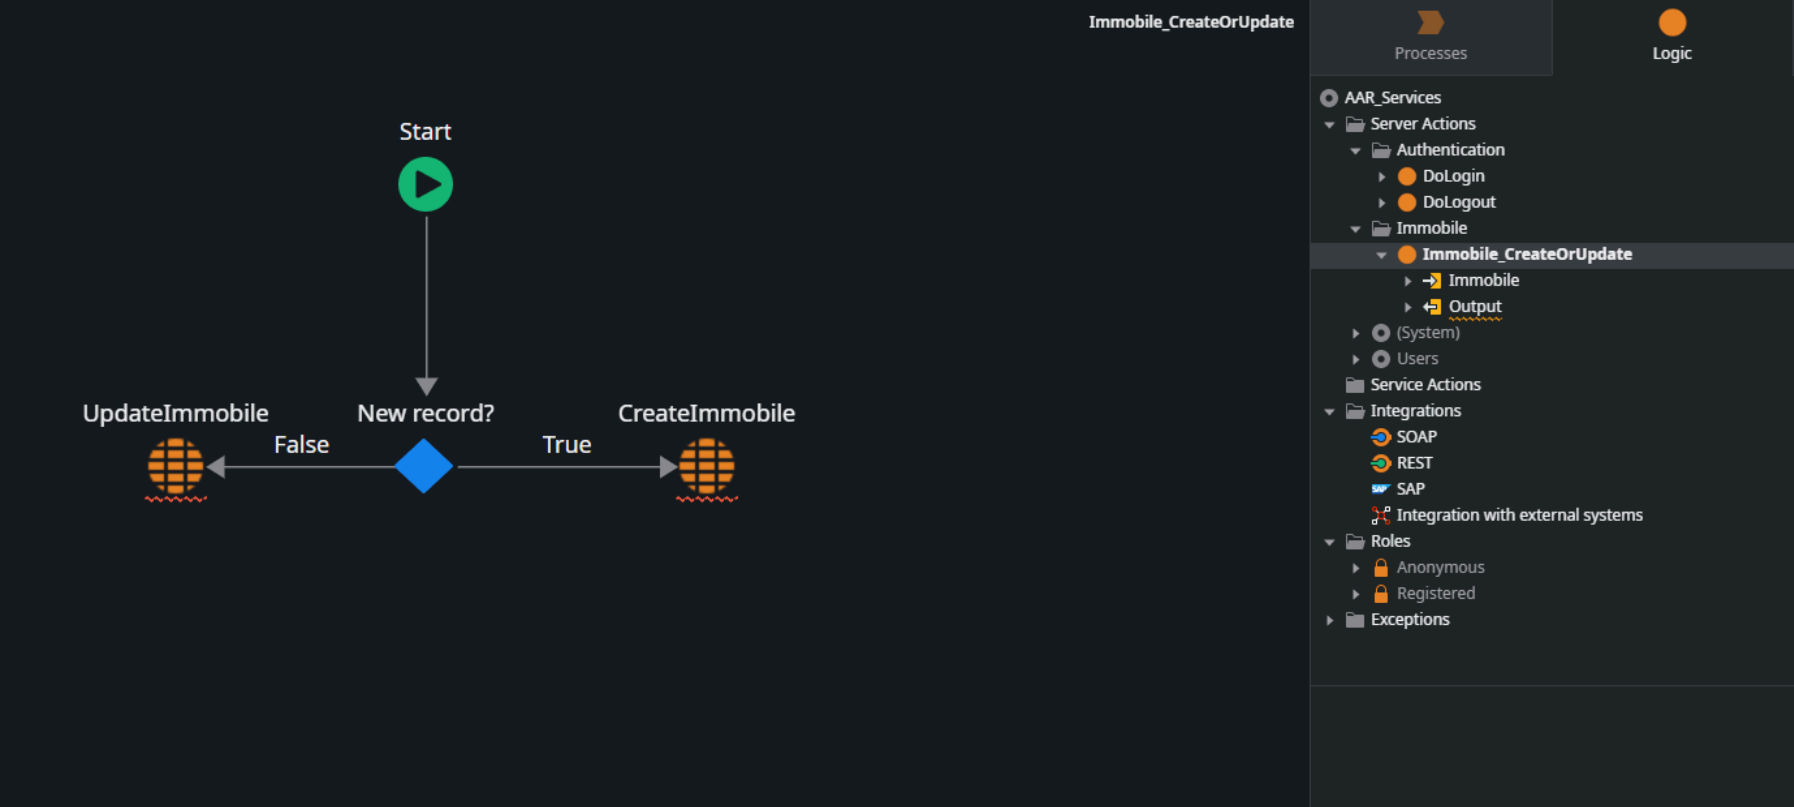 Immobile_CreateOrUpdate
Start
UpdateImmobile
New record?
CreateImmobile
False
True
Processes
Logic
AAR_Services
Server Actions
Authentication
DoLogin
DoLogout
Immobile
Immobile_CreateOrUpdate
Immobile
Output
(System)
Users
Service Actions
Integrations
SOAP
REST
SAP SAP
Integration with external systems
Roles
Anonymous
Registered
Exceptions